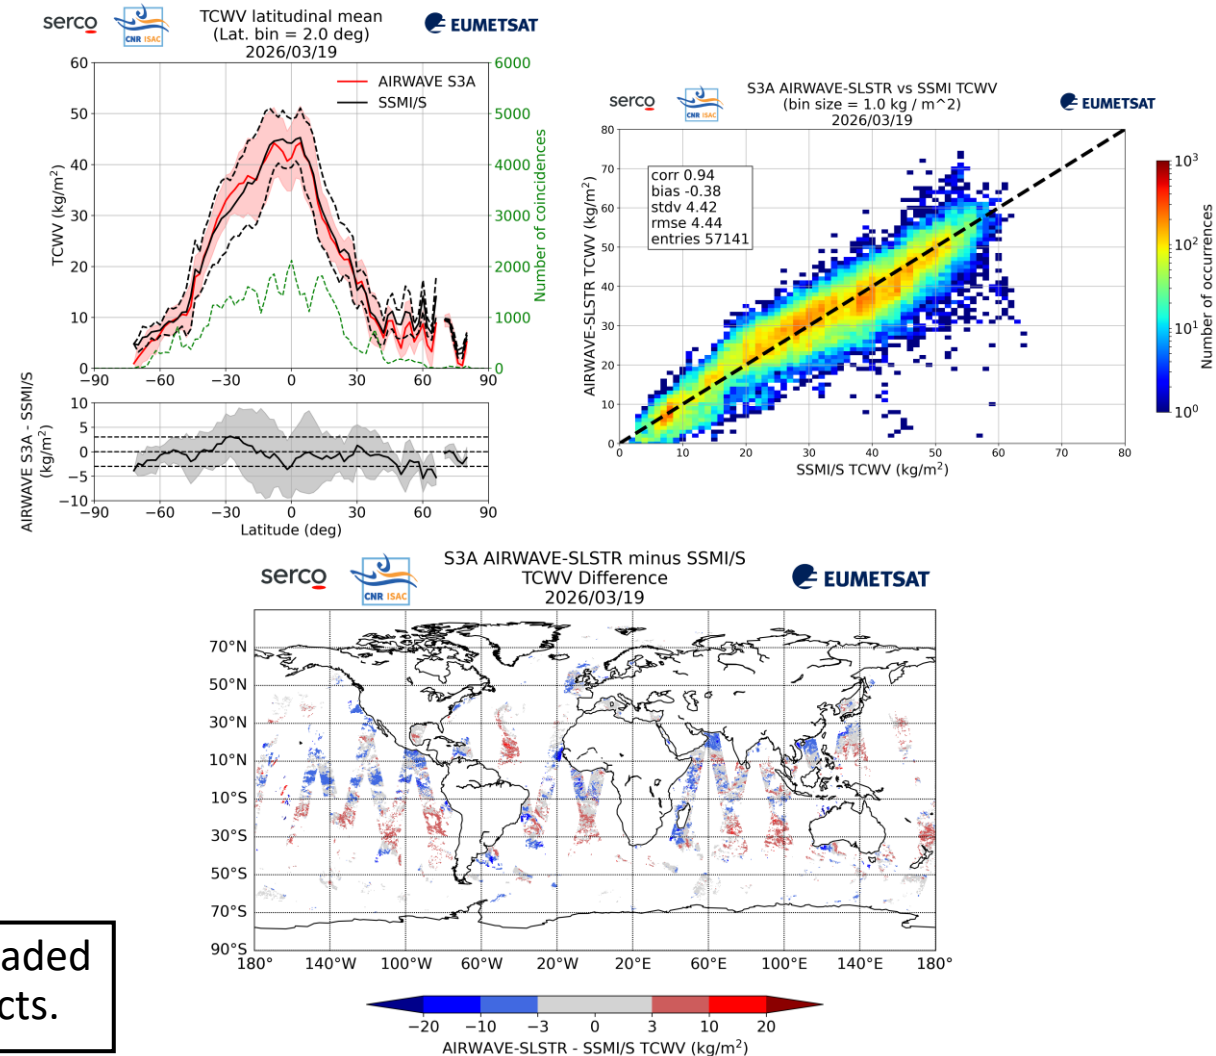 serco
CNR ISAC
TCWV latitudinal mean
(Lat. bin = 2.0 deg)
2026/03/19
EUMETSAT
AIRWAVE S3A
SSMI/S
TCWV (kg/m²)
60
50
40
30
20
10
0
Number of coincidences
6000
5000
4000
3000
2000
1000
0
−90 −60 −30 0 30 60 90
AIRWAVE S3A - SSMI/S
(kg/m²)
10
5
0
−5
−10
−90 −60 −30 0 30 60 90
Latitude (deg)
serco
CNR ISAC
S3A AIRWAVE-SLSTR vs SSMI TCWV
(bin size = 1.0 kg / m^2)
2026/03/19
EUMETSAT
corr 0.94
bias -0.38
stdv 4.42
rmse 4.44
entries 57141
AIRWAVE-SLSTR TCWV (kg/m²)
80
70
60
50
40
30
20
10
0
0 10 20 30 40 50 60 70 80
SSMI/S TCWV (kg/m²)
10³
10²
10¹
10⁰
Number of occurrences
serco
CNR ISAC
S3A AIRWAVE-SLSTR minus SSMI/S
TCWV Difference
2026/03/19
EUMETSAT
70°N
50°N
30°N
10°N
10°S
30°S
50°S
70°S
90°S
180° 140°W 100°W 60°W 20°W 20°E 60°E 100°E 140°E 180°
−20 −10 −3 0 3 10 20
AIRWAVE-SLSTR - SSMI/S TCWV (kg/m²)
aded
cts.